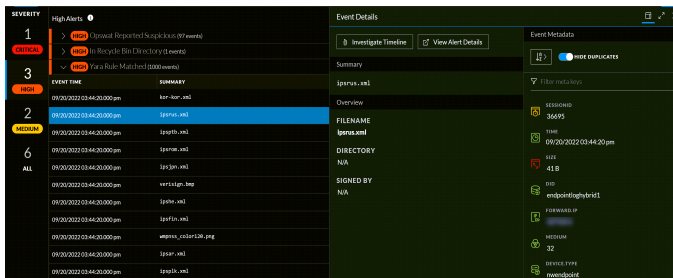 SEVERITY
1
CRITICAL
3
HIGH
2
MEDIUM
6
ALL
High Alerts
HIGH Opswat Reported Suspicious (97 events)
HIGH In Recycle Bin Directory (1 events)
HIGH Yara Rule Matched (1000 events)
EVENT TIME SUMMARY
09/20/2022 03:44:20.000 pm kor-kor.xml
09/20/2022 03:44:20.000 pm ipsrus.xml
09/20/2022 03:44:20.000 pm ipsptb.xml
09/20/2022 03:44:20.000 pm ipsrom.xml
09/20/2022 03:44:20.000 pm ipsjpn.xml
09/20/2022 03:44:20.000 pm verisign.bmp
09/20/2022 03:44:20.000 pm ipshe.xml
09/20/2022 03:44:20.000 pm ipsfin.xml
09/20/2022 03:44:20.000 pm wmpnss_color120.png
09/20/2022 03:44:20.000 pm ipsar.xml
09/20/2022 03:44:20.000 pm ipsplk.xml
Event Details
Investigate Timeline
View Alert Details
Summary
ipsrus.xml
Overview
FILENAME
ipsrus.xml
DIRECTORY
N/A
SIGNED BY
N/A
Event Metadata
HIDE DUPLICATES
Filter meta keys
SESSIONID
36695
TIME
09/20/2022 03:44:20 pm
SIZE
41 B
DID
endpointloghybrid1
FORWARD.IP
MEDIUM
32
DEVICE.TYPE
nwendpoint